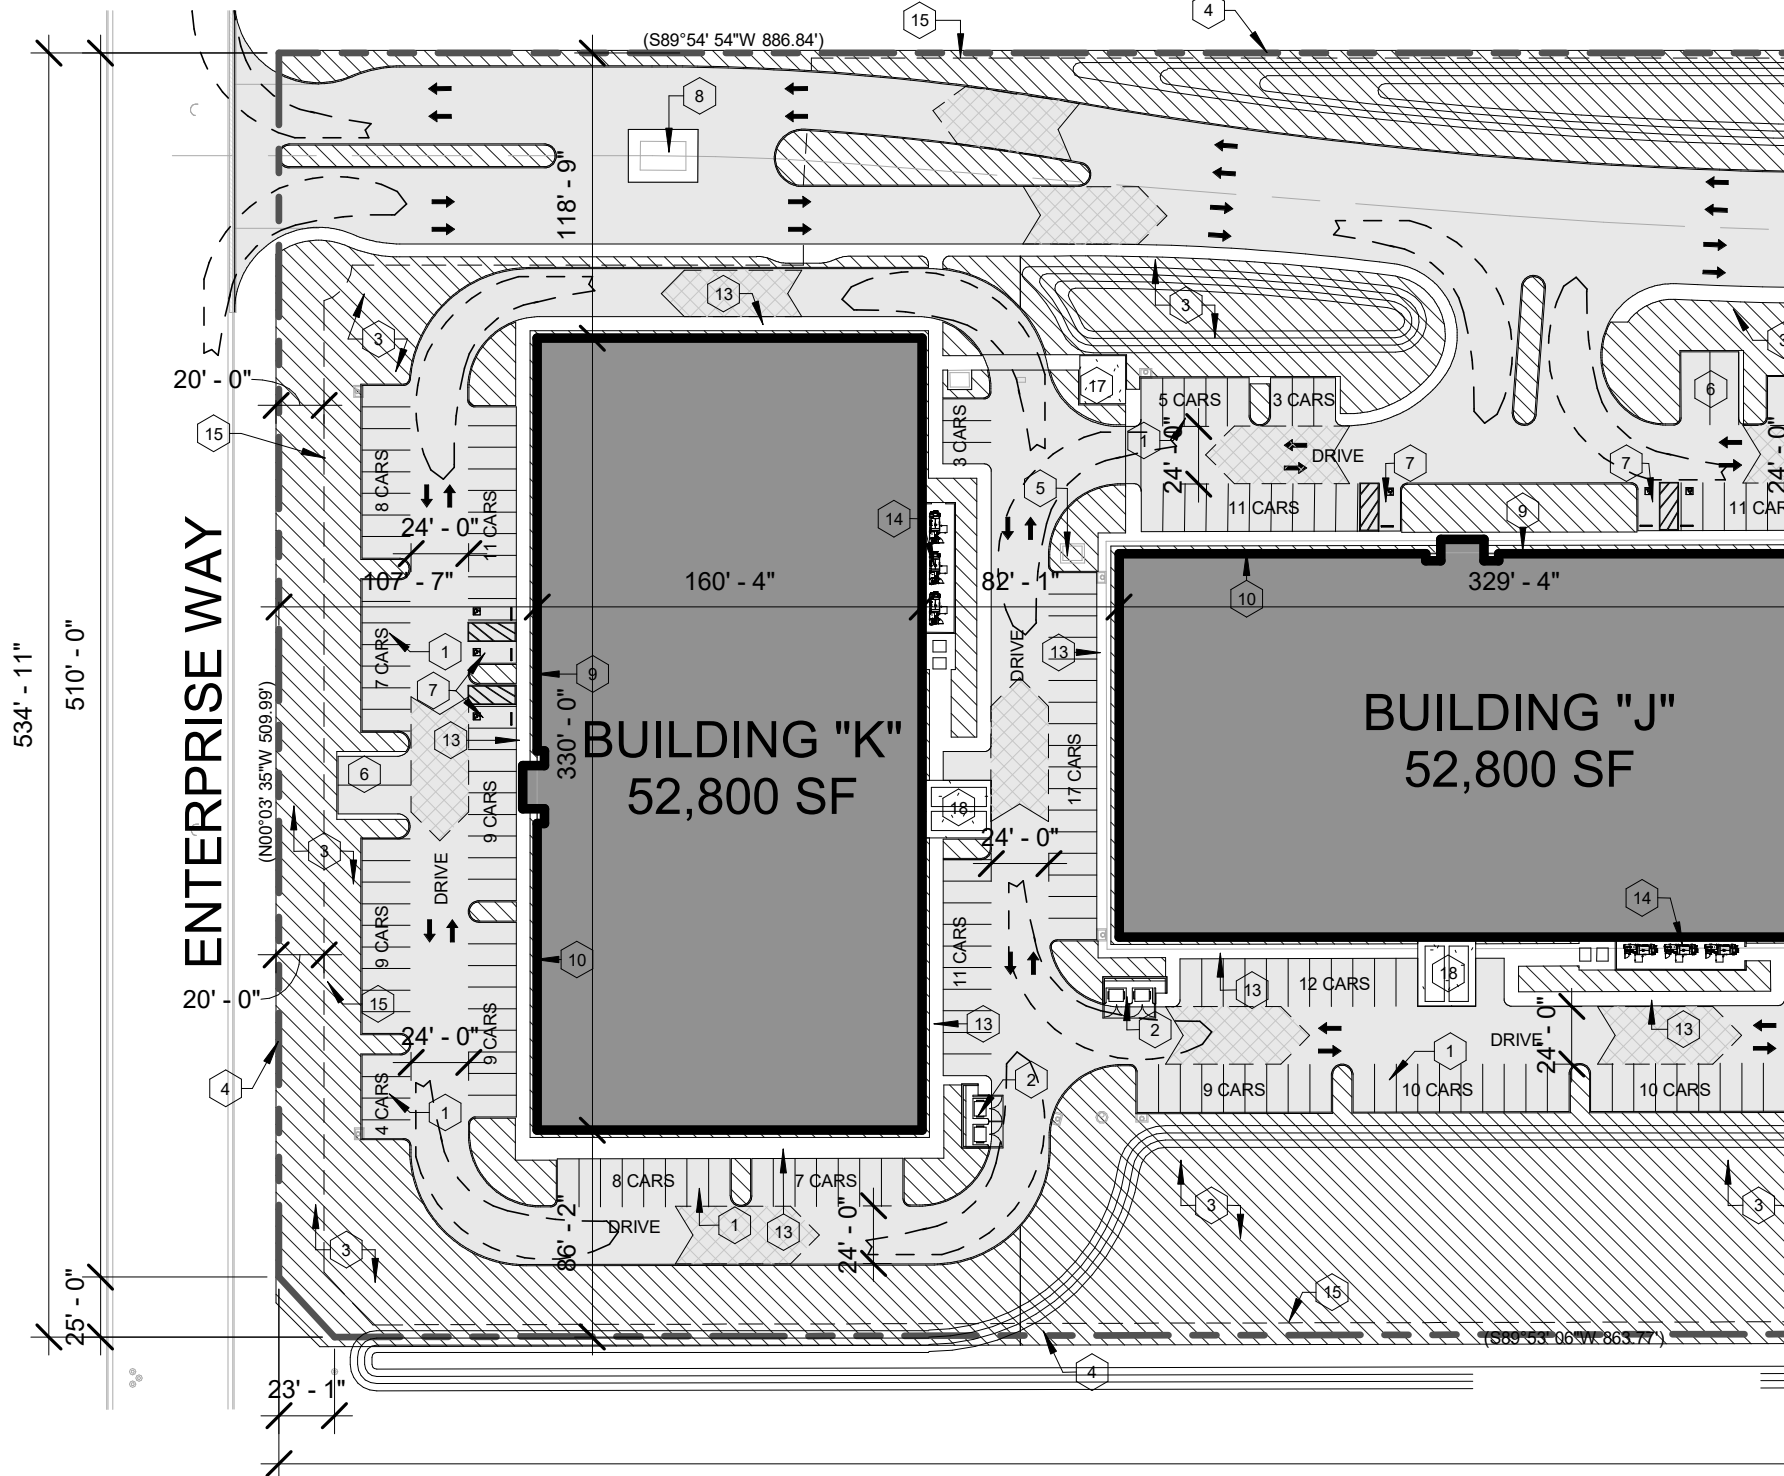 15
4
(S89°54' 54"W 886.84')
8
118' - 9"
13
3
3
3
20' - 0"
15
17
5 CARS
3 CARS
6
3 CARS
1
24' - 0"
DRIVE
7
7
24' - 0"
8 CARS
11 CARS
5
11 CARS
11 CAR
14
9
24' - 0"
107' - 7"
160' - 4"
82' - 1"
329' - 4"
10
ENTERPRISE WAY
534' - 11"
510' - 0"
7 CARS
1
DRIVE
13
7
9
(N00°03' 35"W 509.99')
13
330' - 0"
BUILDING "K"
52,800 SF
BUILDING "J"
52,800 SF
6
9 CARS
17 CARS
18
24' - 0"
3
DRIVE
14
9 CARS
10
11 CARS
20' - 0"
15
13
12 CARS
18
9 CARS
24' - 0"
13
2
DRIVE
24' - 0"
13
4
4 CARS
1
2
1
9 CARS
10 CARS
10 CARS
8 CARS
7 CARS
3
3
86' - 2"
DRIVE
1
13
24' - 0"
3
25' - 0"
15
(S89°53' 06"W 863.77')
4
23' - 1"